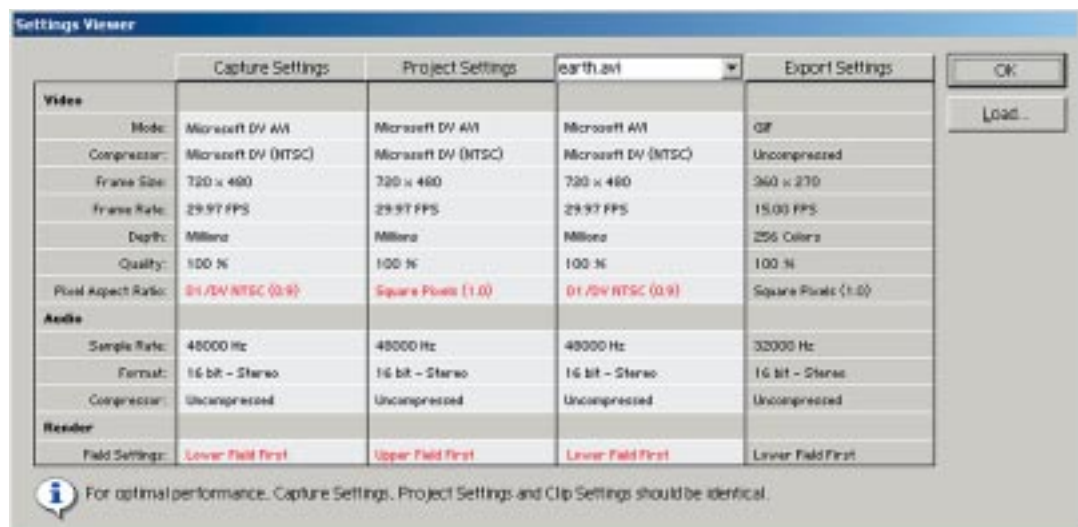 Settings Viewer
Capture Settings Project Settings earth.avi Export Settings OK
Load...
Video
Mode: Microsoft DV AVI Microsoft DV AVI Microsoft AVI GIF
Compressor: Microsoft DV (NTSC) Microsoft DV (NTSC) Microsoft DV (NTSC) Uncompressed
Frame Size: 720 x 480 720 x 480 720 x 480 360 x 270
Frame Rate: 29.97 FPS 29.97 FPS 29.97 FPS 15.00 FPS
Depth: Millions Millions Millions 256 Colors
Quality: 100 % 100 % 100 % 100 %
Pixel Aspect Ratio: D1/DV NTSC (0.9) Square Pixels (1.0) D1/DV NTSC (0.9) Square Pixels (1.0)
Audio
Sample Rate: 48000 Hz 48000 Hz 48000 Hz 32000 Hz
Format: 16 bit - Stereo 16 bit - Stereo 16 bit - Stereo 16 bit - Stereo
Compressor: Uncompressed Uncompressed Uncompressed Uncompressed
Render
Field Settings: Lower Field First Upper Field First Lower Field First Lower Field First
For optimal performance, Capture Settings, Project Settings and Clip Settings should be identical.